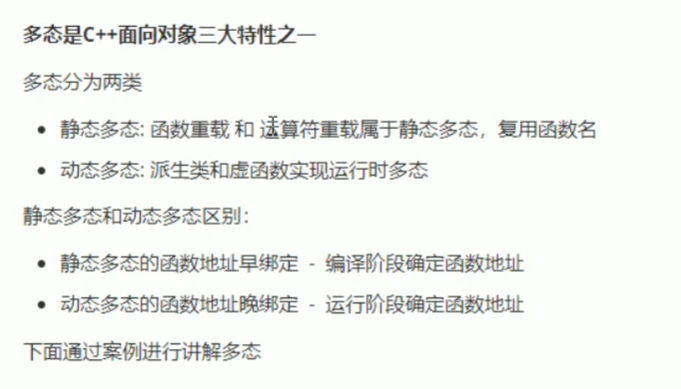 多态是C++面向对象三大特性之一
多态分为两类
• 静态多态: 函数重载 和 运算符重载属于静态多态，复用函数名
• 动态多态: 派生类和虚函数实现运行时多态
静态多态和动态多态区别：
• 静态多态的函数地址早绑定 - 编译阶段确定函数地址
• 动态多态的函数地址晚绑定 - 运行阶段确定函数地址
下面通过案例进行讲解多态